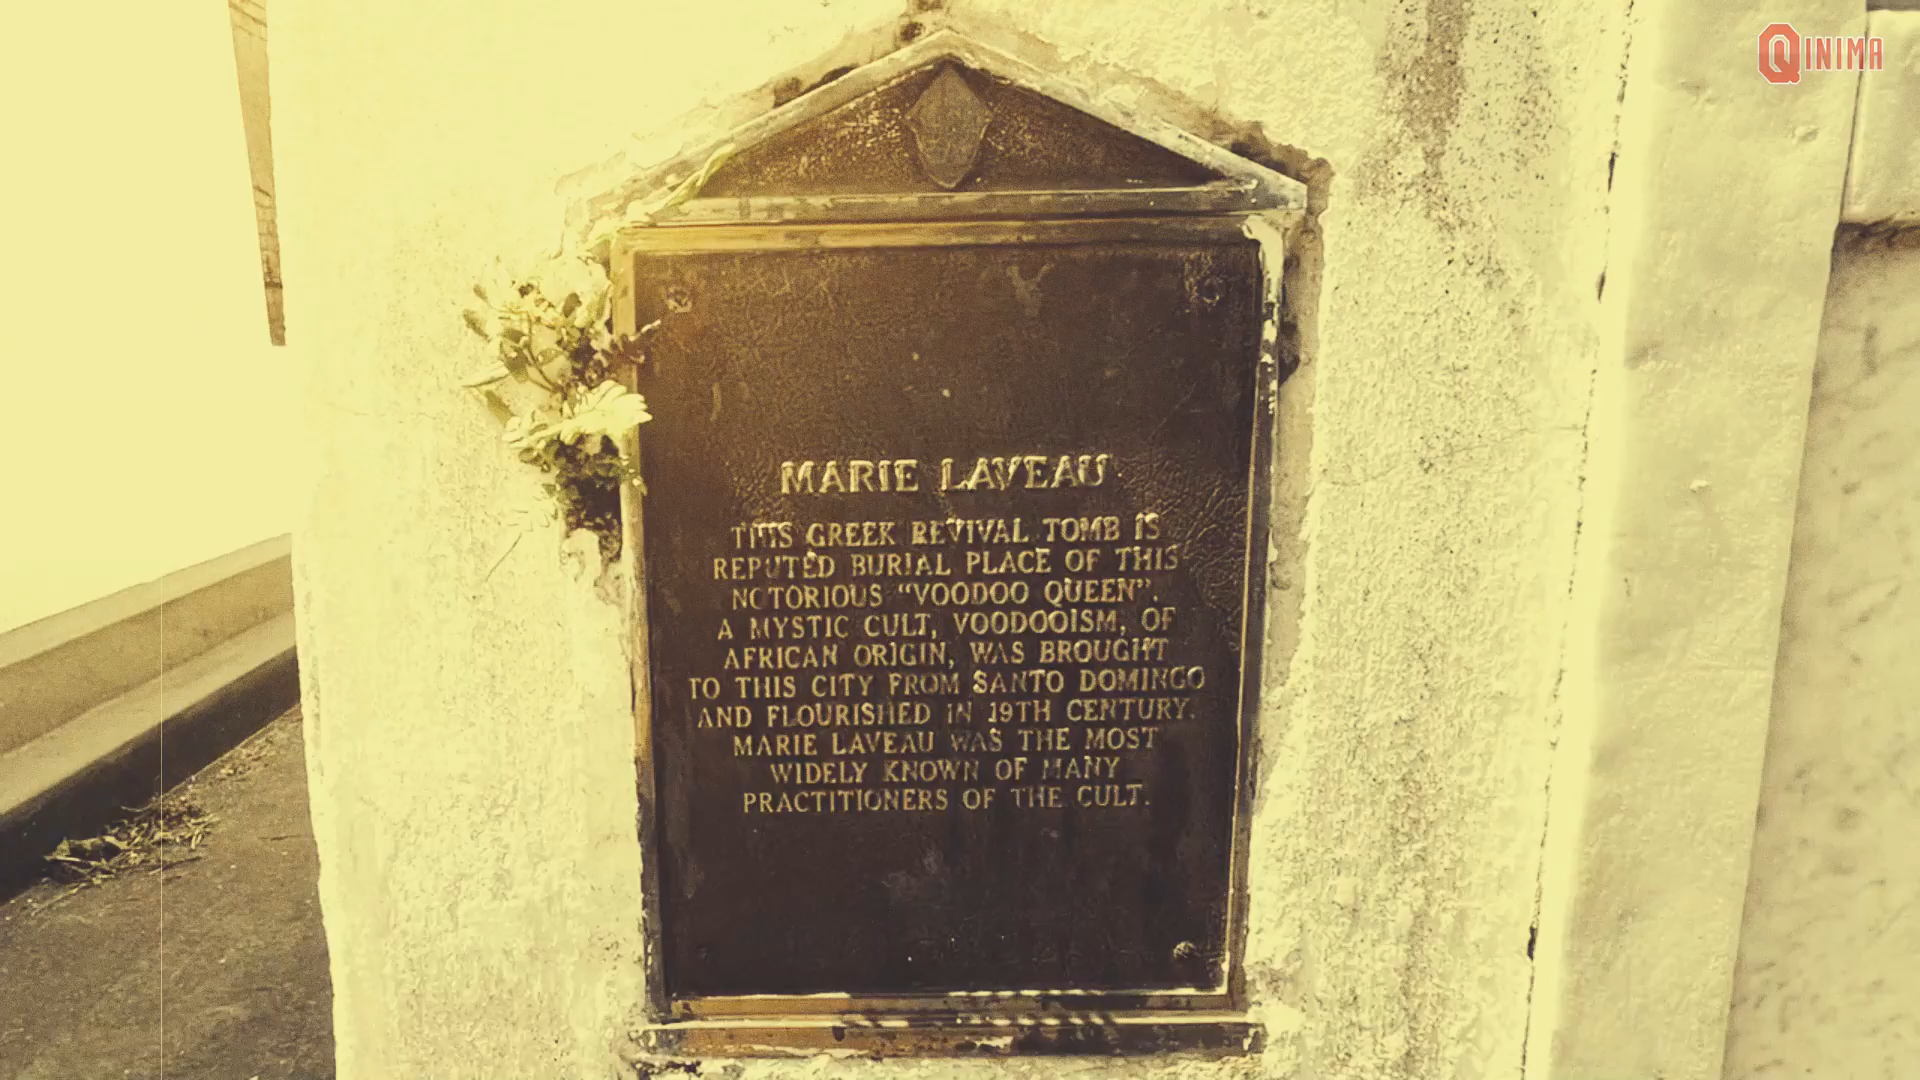 QINIMA
MARIE LAVEAU
THIS GREEK REVIVAL TOMB IS
REPUTED BURIAL PLACE OF THIS
NOTORIOUS "VOODOO QUEEN".
A MYSTIC CULT, VOODOOISM, OF
AFRICAN ORIGIN, WAS BROUGHT
TO THIS CITY FROM SANTO DOMINGO
AND FLOURISHED IN 19TH CENTURY.
MARIE LAVEAU WAS THE MOST
WIDELY KNOWN OF MANY
PRACTITIONERS OF THE CULT.